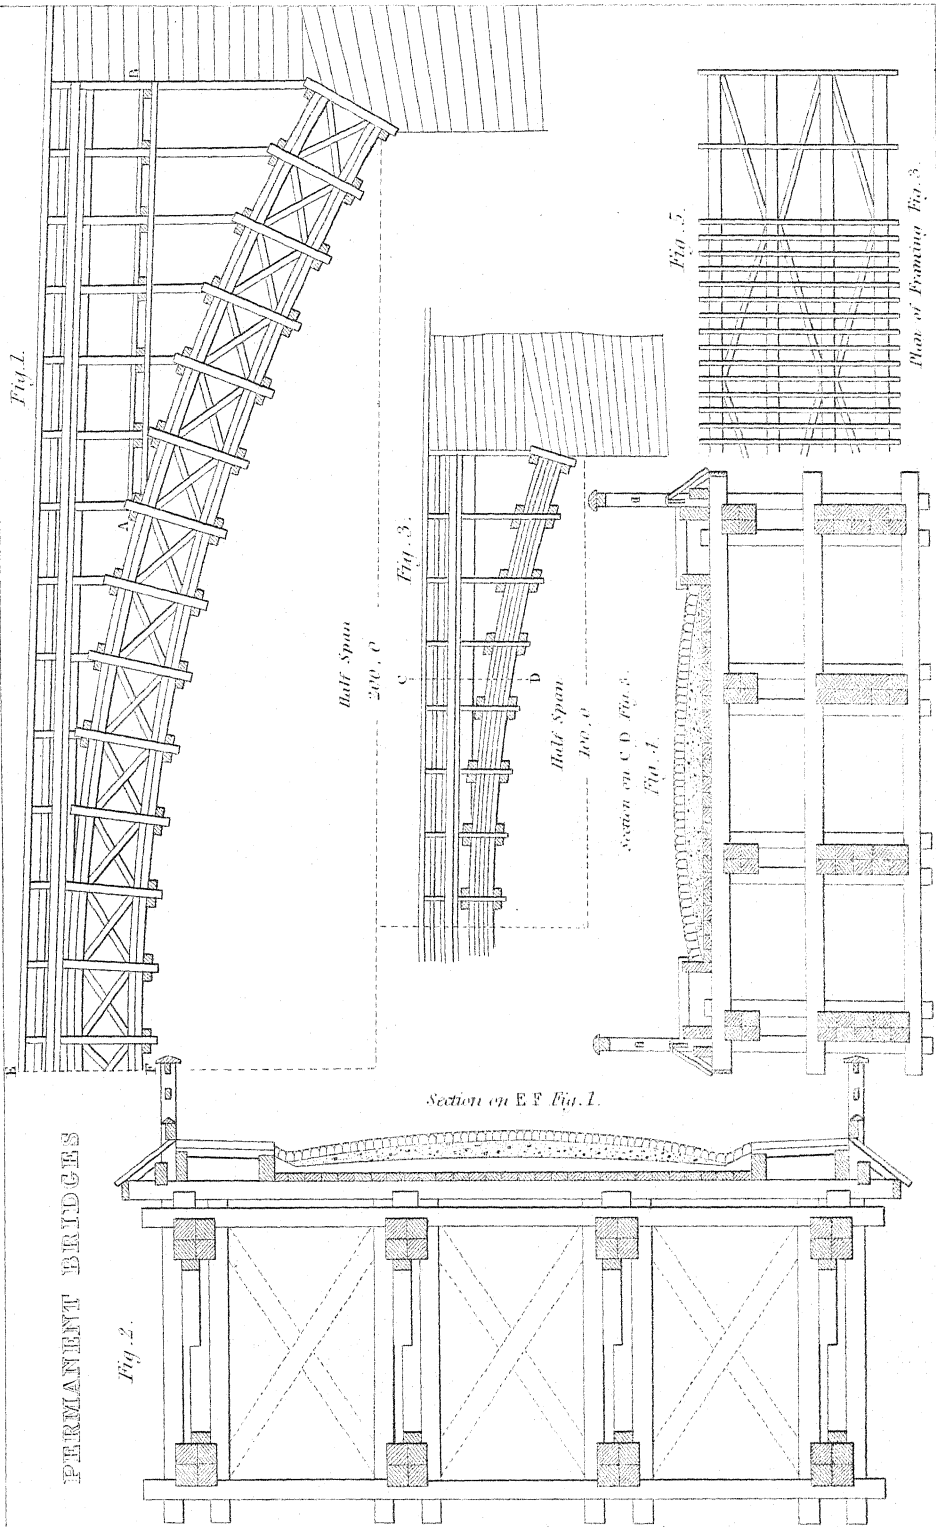 PERMANENT BRIDGES
Fig. 1.
B
A
E
F
Half Span
200,0
Fig. 3.
C
D
Half Span
100,0
Fig. 5.
Plan of Framing Fig. 3.
Section on C D Fig. 3.
Fig. 4.
Section on E F Fig. 1.
Fig. 2.